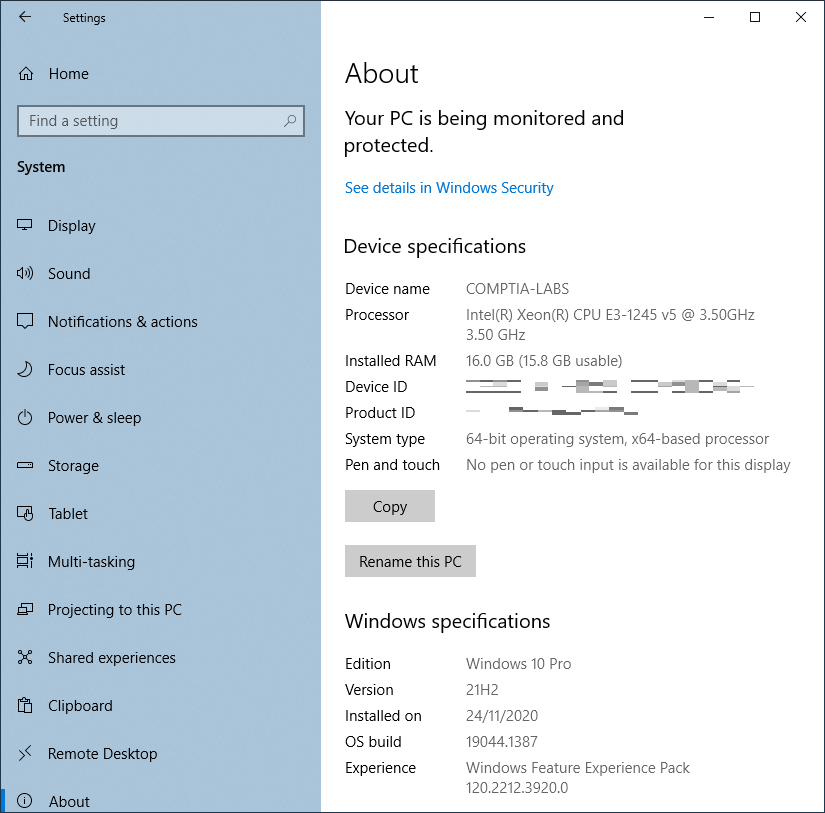 Settings
Home
Find a setting
System
Display
Sound
Notifications & actions
Focus assist
Power & sleep
Storage
Tablet
Multi-tasking
Projecting to this PC
Shared experiences
Clipboard
Remote Desktop
About
About
Your PC is being monitored and
protected.
See details in Windows Security
Device specifications
Device name COMPTIA-LABS
Processor Intel(R) Xeon(R) CPU E3-1245 v5 @ 3.50GHz
3.50 GHz
Installed RAM 16.0 GB (15.8 GB usable)
Device ID
Product ID
System type 64-bit operating system, x64-based processor
Pen and touch No pen or touch input is available for this display
Copy
Rename this PC
Windows specifications
Edition Windows 10 Pro
Version 21H2
Installed on 24/11/2020
OS build 19044.1387
Experience Windows Feature Experience Pack
120.2212.3920.0